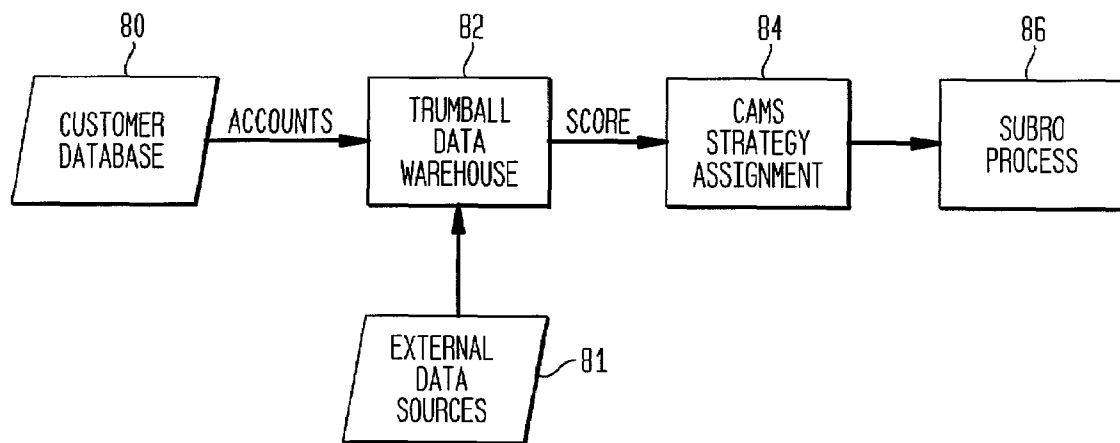 80
82
84
86
CUSTOMER
DATABASE
ACCOUNTS
TRUMBALL
DATA
WAREHOUSE
SCORE
CAMS
STRATEGY
ASSIGNMENT
SUBRO
PROCESS
EXTERNAL
DATA
SOURCES
81